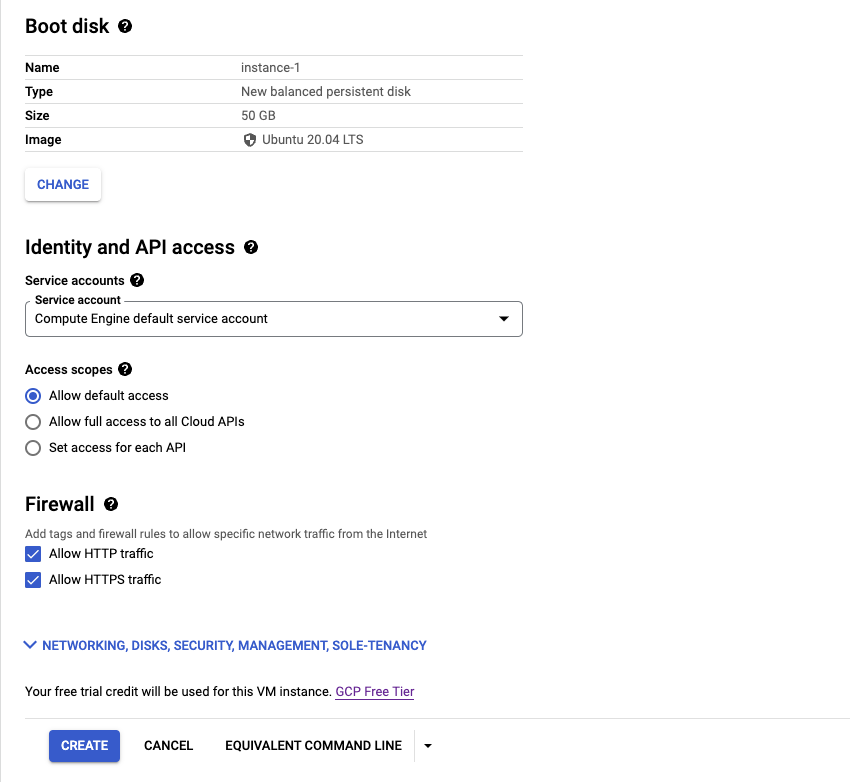 Boot disk
Name instance-1
Type New balanced persistent disk
Size 50 GB
Image Ubuntu 20.04 LTS
CHANGE
Identity and API access
Service accounts
Service account
Compute Engine default service account
Access scopes
Allow default access
Allow full access to all Cloud APIs
Set access for each API
Firewall
Add tags and firewall rules to allow specific network traffic from the Internet
Allow HTTP traffic
Allow HTTPS traffic
NETWORKING, DISKS, SECURITY, MANAGEMENT, SOLE-TENANCY
Your free trial credit will be used for this VM instance. GCP Free Tier
CREATE CANCEL EQUIVALENT COMMAND LINE